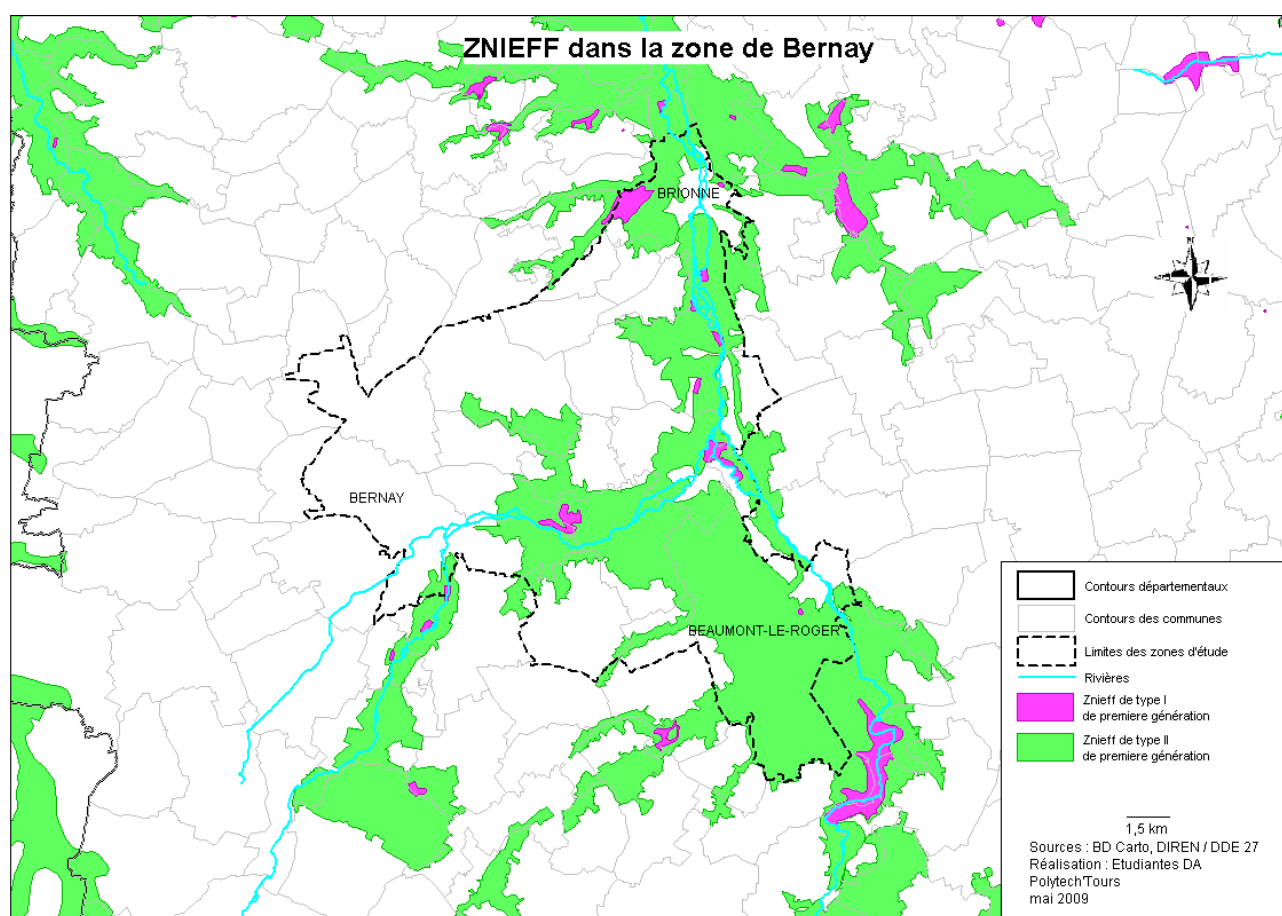 ZNIEFF dans la zone de Bernay
BRIONNE
BERNAY
BEAUMONT-LE-ROGER
Contours départementaux
Contours des communes
Limites des zones d'étude
Rivières
Znieff de type I
de premiere génération
Znieff de type II
de premiere génération
1,5 km
Sources : BD Carto, DIREN / DDE 27
Réalisation : Etudiantes DA
Polytech'Tours
mai 2009